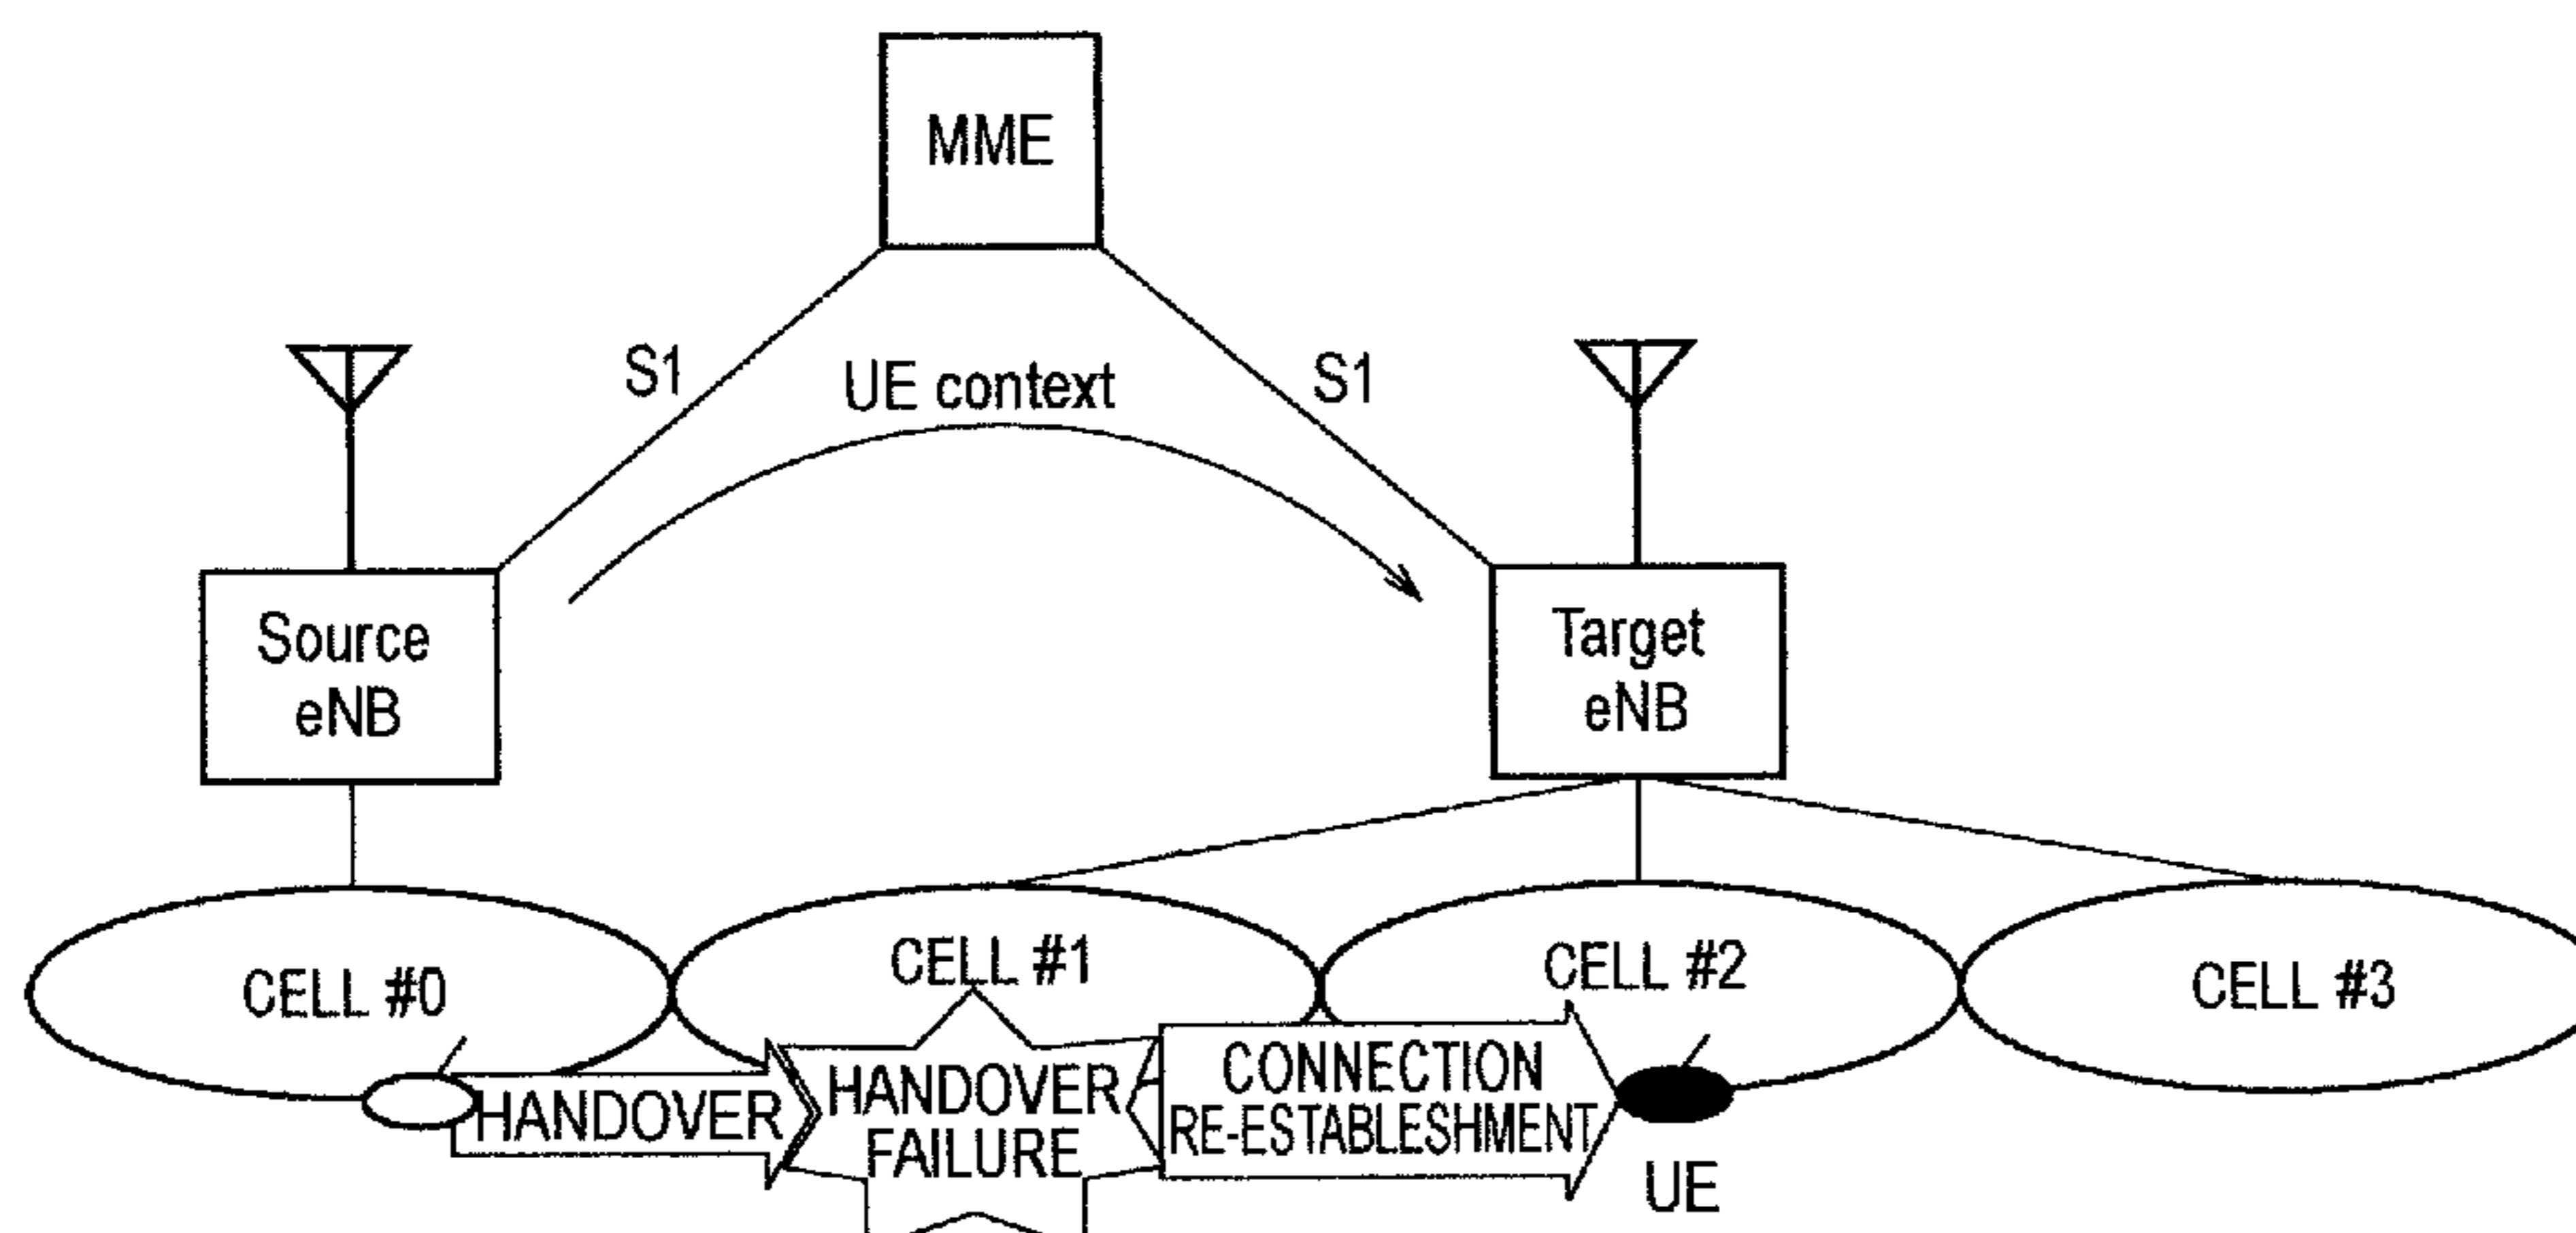 MME
S1
UE context
S1
Source
eNB
Target
eNB
CELL #0
CELL #1
CELL #2
CELL #3
HANDOVER
HANDOVER
FAILURE
CONNECTION
RE-ESTABLESHMENT
UE